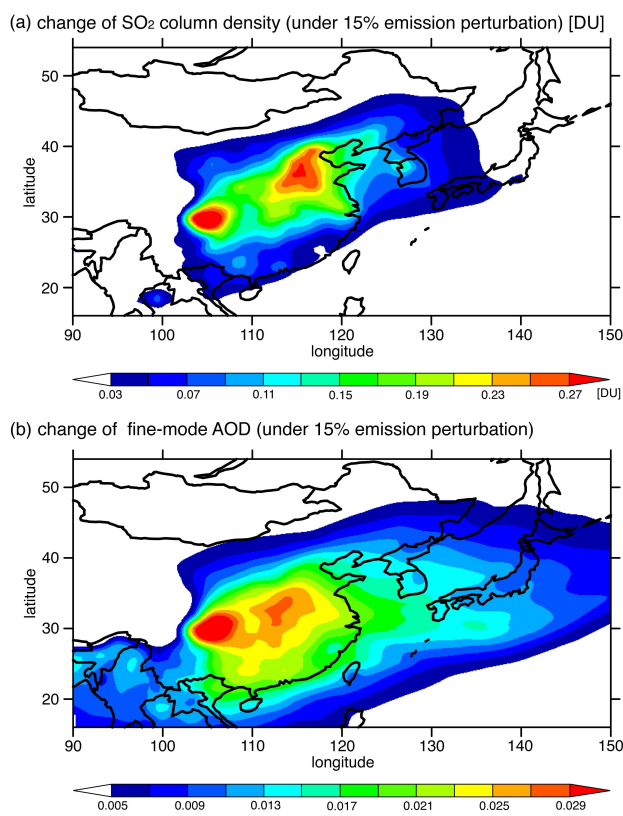 (a) change of SO₂ column density (under 15% emission perturbation) [DU]
50
40
30
20
latitude
90 100 110 120 130 140 150
longitude
0.03 0.07 0.11 0.15 0.19 0.23 0.27 [DU]
(b) change of fine-mode AOD (under 15% emission perturbation)
50
40
30
20
latitude
90 100 110 120 130 140 150
longitude
0.005 0.009 0.013 0.017 0.021 0.025 0.029